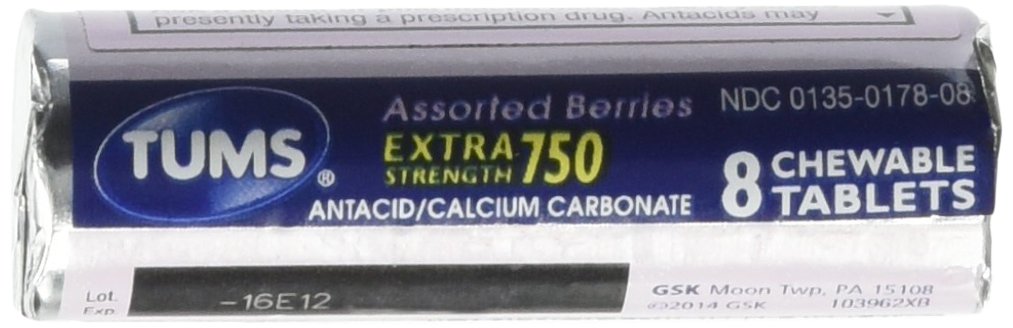 presently taking a prescription drug. Antacids may
TUMS®
Assorted Berries
EXTRA STRENGTH 750
ANTACID/CALCIUM CARBONATE
NDC 0135-0178-08
8 CHEWABLE TABLETS
Lot.
Exp.
-16E12
GSK Moon Twp, PA 15108
©2014 GSK 103962XB